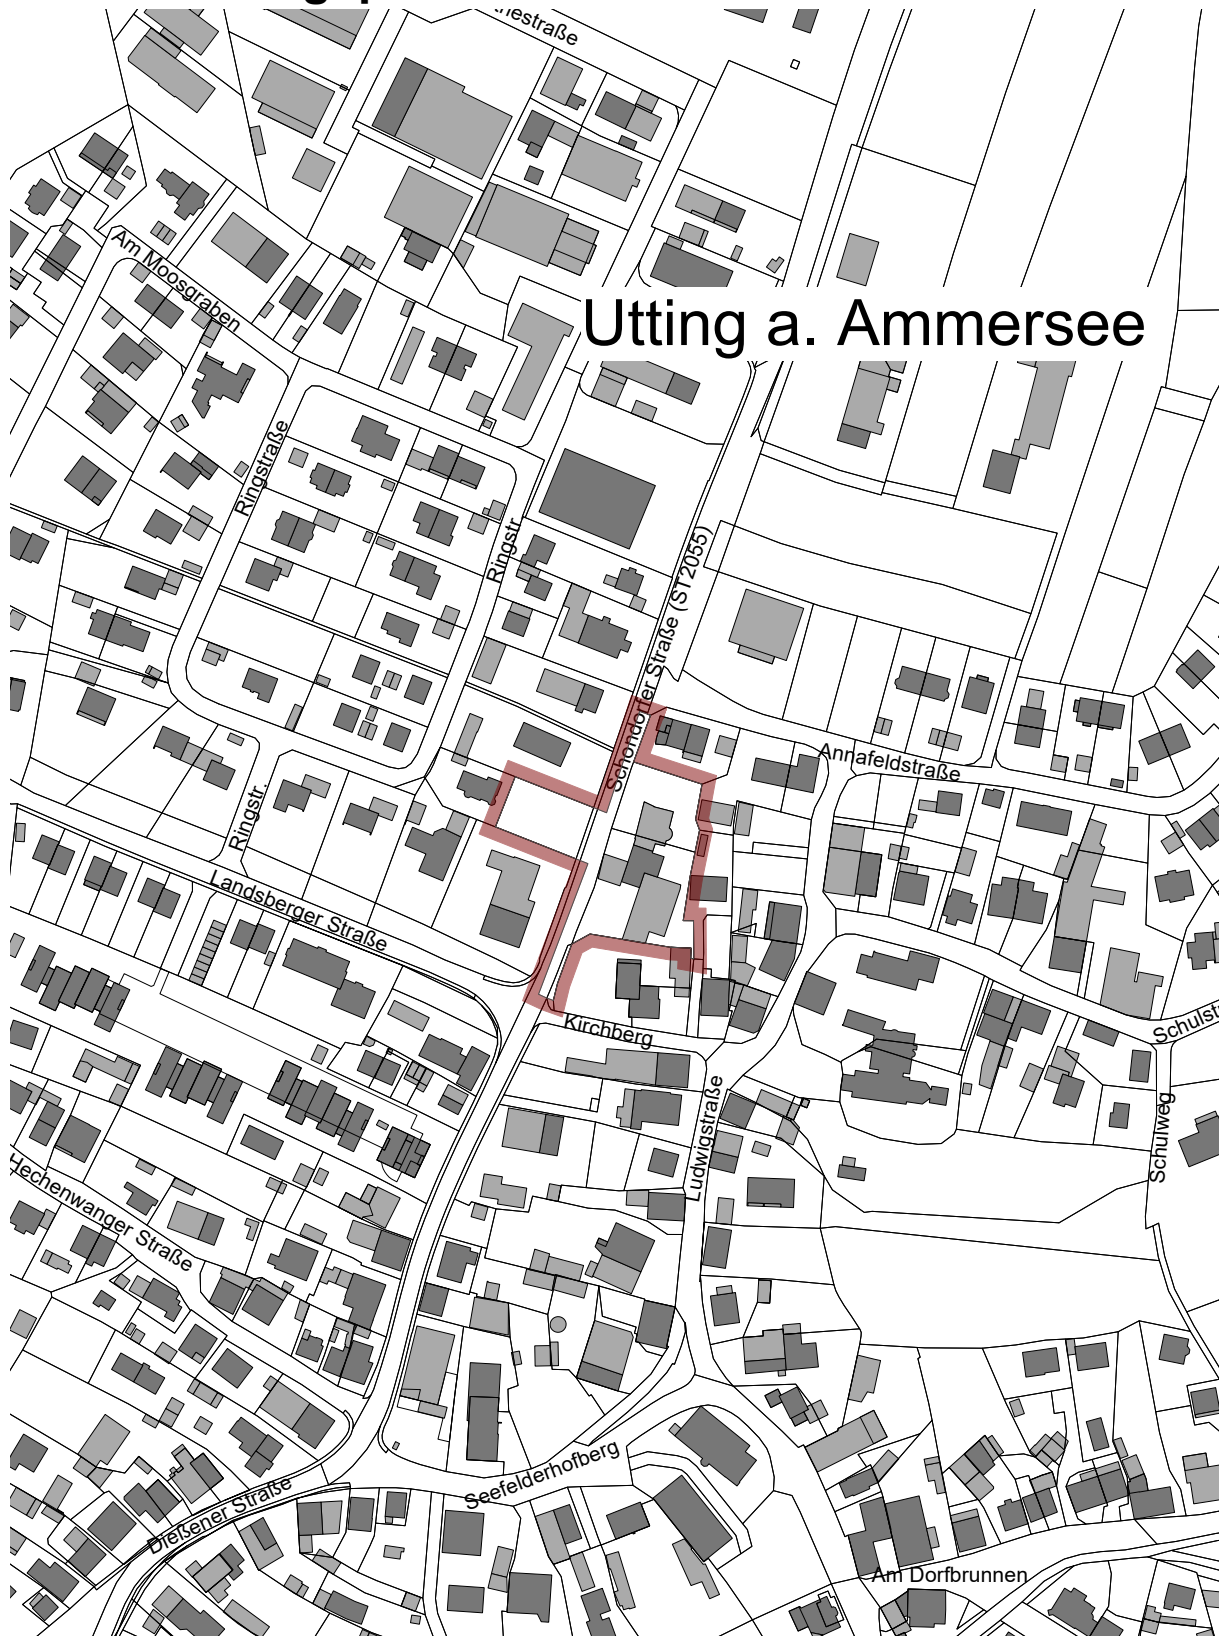 Am Moosgraben
Utting a. Ammersee
Ringstraße
Ringstr.
Schondorfer Straße (ST2055)
Annafeldstraße
Ringstr.
Landsberger Straße
Kirchberg
Ludwigstraße
Schulweg
Hechenwanger Straße
Seefelderhofberg
Dießener Straße
Am Dorfbrunnen